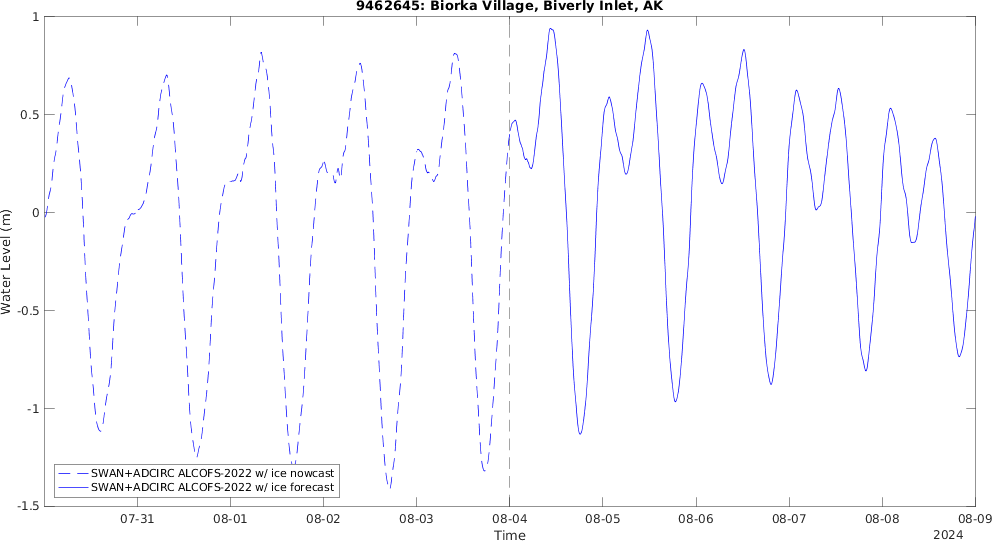 9462645: Biorka Village, Biverly Inlet, AK
Water Level (m)
1
0.5
0
-0.5
-1
-1.5
SWAN+ADCIRC ALCOFS-2022 w/ ice nowcast
SWAN+ADCIRC ALCOFS-2022 w/ ice forecast
07-31 08-01 08-02 08-03 08-04 08-05 08-06 08-07 08-08 08-09
Time
2024